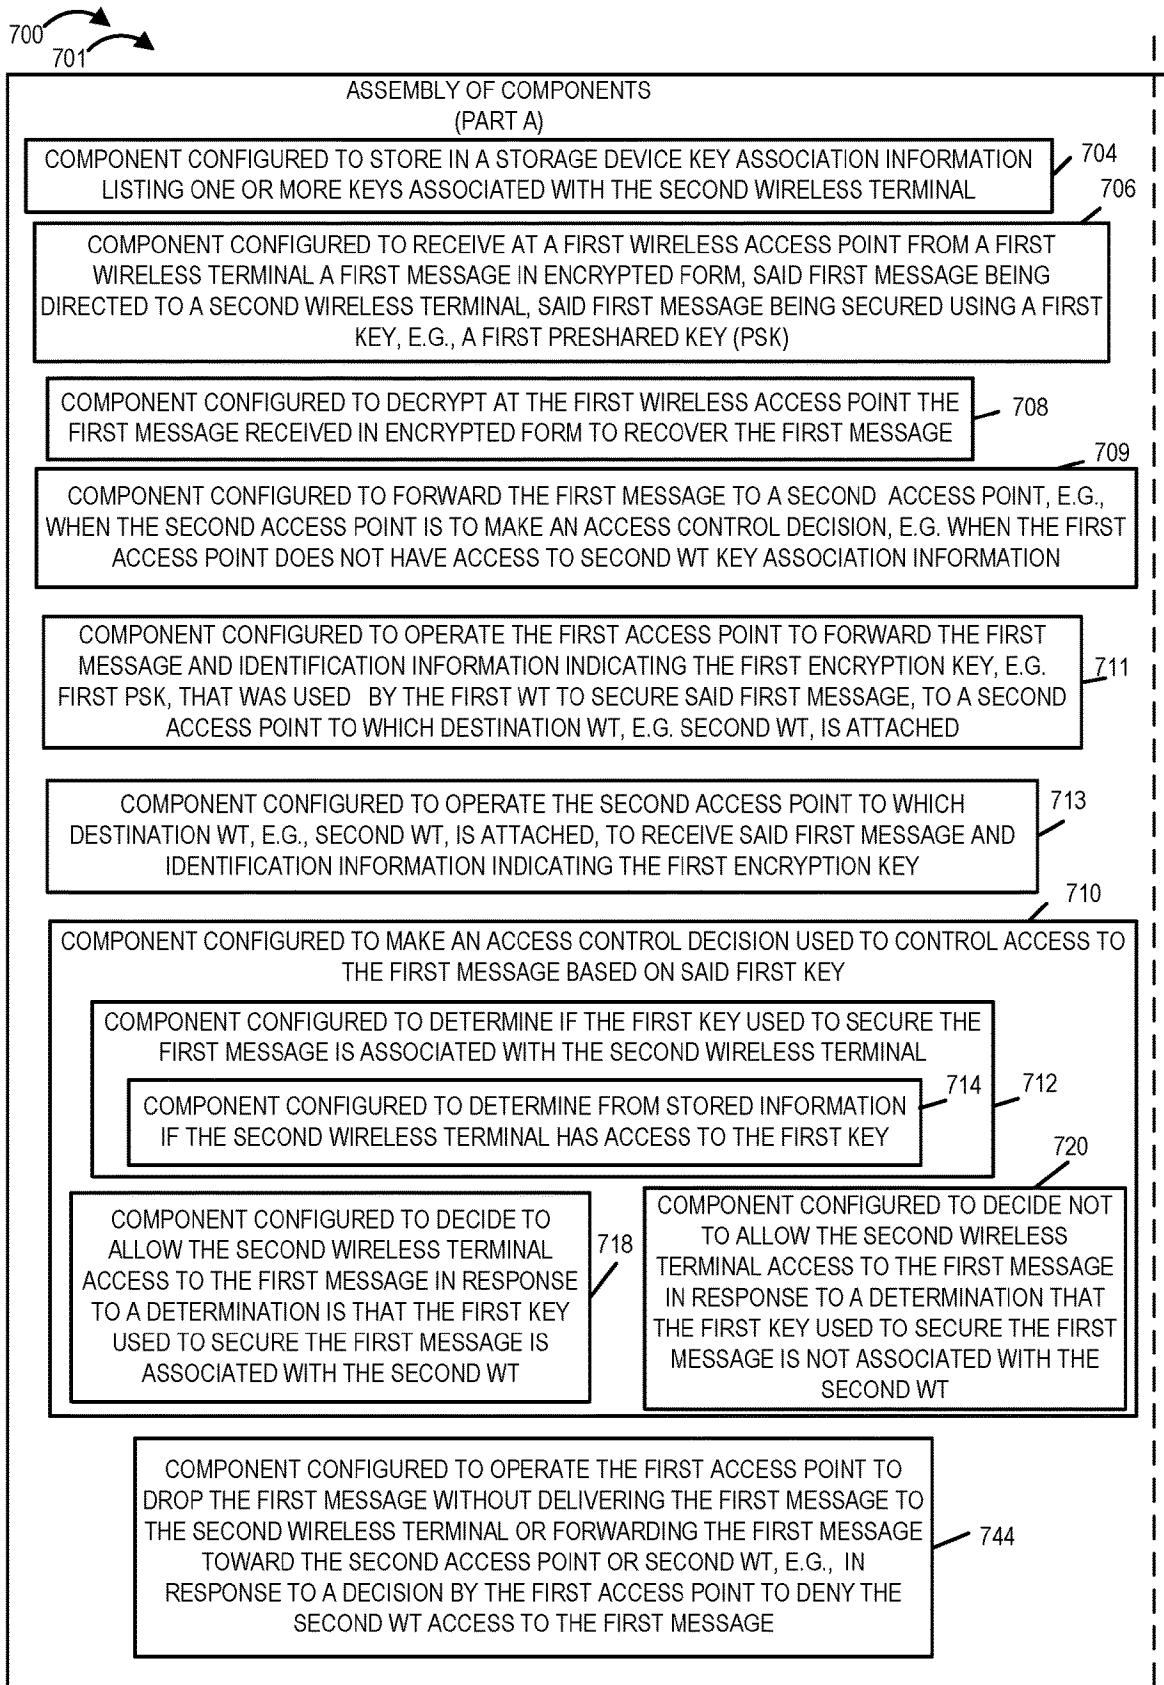 700
701
ASSEMBLY OF COMPONENTS
(PART A)
COMPONENT CONFIGURED TO STORE IN A STORAGE DEVICE KEY ASSOCIATION INFORMATION
LISTING ONE OR MORE KEYS ASSOCIATED WITH THE SECOND WIRELESS TERMINAL
704
706
COMPONENT CONFIGURED TO RECEIVE AT A FIRST WIRELESS ACCESS POINT FROM A FIRST
WIRELESS TERMINAL A FIRST MESSAGE IN ENCRYPTED FORM, SAID FIRST MESSAGE BEING
DIRECTED TO A SECOND WIRELESS TERMINAL, SAID FIRST MESSAGE BEING SECURED USING A FIRST
KEY, E.G., A FIRST PRESHARED KEY (PSK)
COMPONENT CONFIGURED TO DECRYPT AT THE FIRST WIRELESS ACCESS POINT THE
FIRST MESSAGE RECEIVED IN ENCRYPTED FORM TO RECOVER THE FIRST MESSAGE
708
709
COMPONENT CONFIGURED TO FORWARD THE FIRST MESSAGE TO A SECOND ACCESS POINT, E.G.,
WHEN THE SECOND ACCESS POINT IS TO MAKE AN ACCESS CONTROL DECISION, E.G. WHEN THE FIRST
ACCESS POINT DOES NOT HAVE ACCESS TO SECOND WT KEY ASSOCIATION INFORMATION
COMPONENT CONFIGURED TO OPERATE THE FIRST ACCESS POINT TO FORWARD THE FIRST
MESSAGE AND IDENTIFICATION INFORMATION INDICATING THE FIRST ENCRYPTION KEY, E.G.
FIRST PSK, THAT WAS USED BY THE FIRST WT TO SECURE SAID FIRST MESSAGE, TO A SECOND
ACCESS POINT TO WHICH DESTINATION WT, E.G. SECOND WT, IS ATTACHED
711
COMPONENT CONFIGURED TO OPERATE THE SECOND ACCESS POINT TO WHICH
DESTINATION WT, E.G., SECOND WT, IS ATTACHED, TO RECEIVE SAID FIRST MESSAGE AND
IDENTIFICATION INFORMATION INDICATING THE FIRST ENCRYPTION KEY
713
710
COMPONENT CONFIGURED TO MAKE AN ACCESS CONTROL DECISION USED TO CONTROL ACCESS TO
THE FIRST MESSAGE BASED ON SAID FIRST KEY
COMPONENT CONFIGURED TO DETERMINE IF THE FIRST KEY USED TO SECURE THE
FIRST MESSAGE IS ASSOCIATED WITH THE SECOND WIRELESS TERMINAL
712
COMPONENT CONFIGURED TO DETERMINE FROM STORED INFORMATION
IF THE SECOND WIRELESS TERMINAL HAS ACCESS TO THE FIRST KEY
714
COMPONENT CONFIGURED TO DECIDE TO
ALLOW THE SECOND WIRELESS TERMINAL
ACCESS TO THE FIRST MESSAGE IN RESPONSE
TO A DETERMINATION IS THAT THE FIRST KEY
USED TO SECURE THE FIRST MESSAGE IS
ASSOCIATED WITH THE SECOND WT
718
720
COMPONENT CONFIGURED TO DECIDE NOT
TO ALLOW THE SECOND WIRELESS
TERMINAL ACCESS TO THE FIRST MESSAGE
IN RESPONSE TO A DETERMINATION THAT
THE FIRST KEY USED TO SECURE THE FIRST
MESSAGE IS NOT ASSOCIATED WITH THE
SECOND WT
COMPONENT CONFIGURED TO OPERATE THE FIRST ACCESS POINT TO
DROP THE FIRST MESSAGE WITHOUT DELIVERING THE FIRST MESSAGE TO
THE SECOND WIRELESS TERMINAL OR FORWARDING THE FIRST MESSAGE
TOWARD THE SECOND ACCESS POINT OR SECOND WT, E.G., IN
RESPONSE TO A DECISION BY THE FIRST ACCESS POINT TO DENY THE
SECOND WT ACCESS TO THE FIRST MESSAGE
744